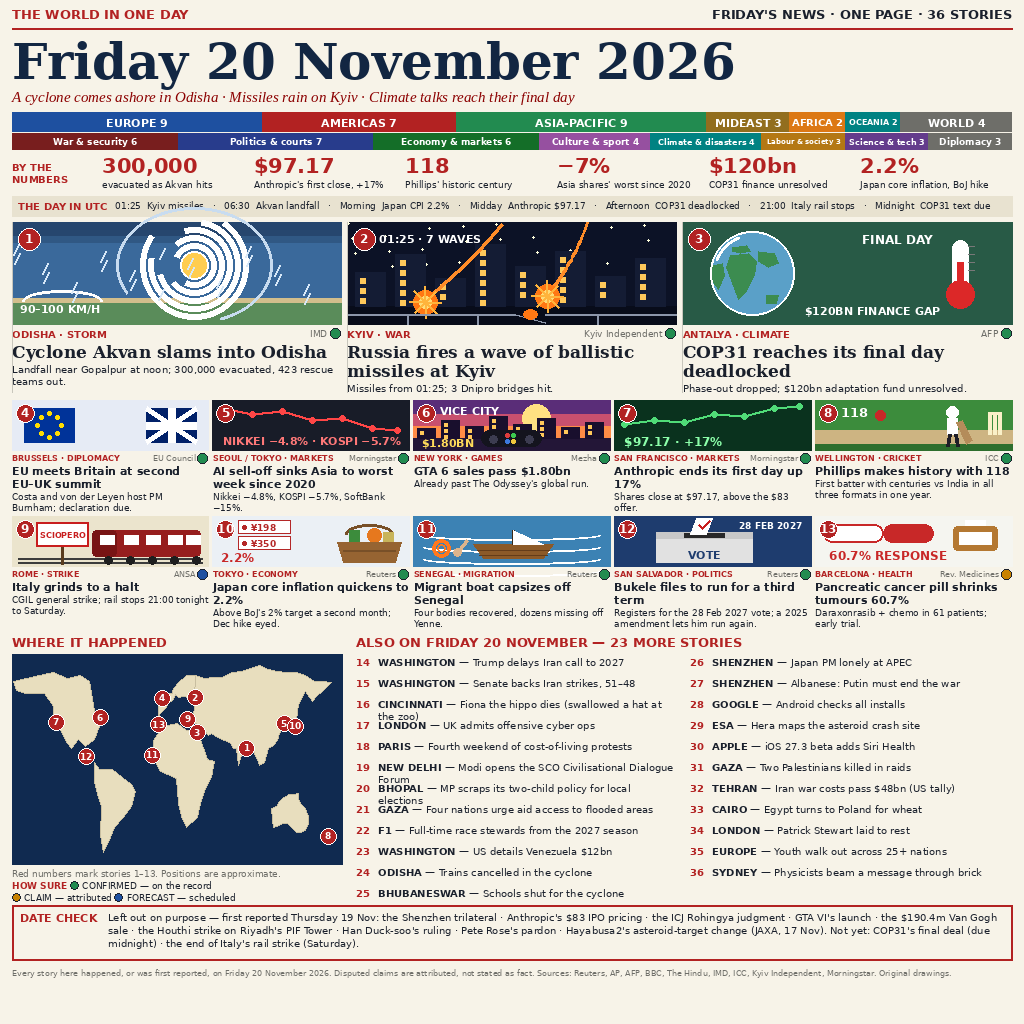 THE WORLD IN ONE DAY
FRIDAY'S NEWS · ONE PAGE · 36 STORIES
Friday 20 November 2026
A cyclone comes ashore in Odisha · Missiles rain on Kyiv · Climate talks reach their final day
EUROPE 9 AMERICAS 7 ASIA-PACIFIC 9 MIDEAST 3 AFRICA 2 OCEANIA 2 WORLD 4
War & security 6 Politics & courts 7 Economy & markets 6 Culture & sport 4 Climate & disasters 4 Labour & society 3 Science & tech 3 Diplomacy 3
BY THE
NUMBERS
300,000
evacuated as Akvan hits
$97.17
Anthropic's first close, +17%
118
Phillips' historic century
−7%
Asia shares' worst since 2020
$120bn
COP31 finance unresolved
2.2%
Japan core inflation, BoJ hike
THE DAY IN UTC 01:25 Kyiv missiles · 06:30 Akvan landfall · Morning Japan CPI 2.2% · Midday Anthropic $97.17 · Afternoon COP31 deadlocked · 21:00 Italy rail stops · Midnight COP31 text due
1
90–100 KM/H
ODISHA · STORM IMD
Cyclone Akvan slams into Odisha
Landfall near Gopalpur at noon; 300,000 evacuated, 423 rescue
teams out.
2 01:25 · 7 WAVES
KYIV · WAR Kyiv Independent
Russia fires a wave of ballistic
missiles at Kyiv
Missiles from 01:25; 3 Dnipro bridges hit.
3 FINAL DAY
$120BN FINANCE GAP
ANTALYA · CLIMATE AFP
COP31 reaches its final day
deadlocked
Phase-out dropped; $120bn adaptation fund unresolved.
4
BRUSSELS · DIPLOMACY EU Council
EU meets Britain at second
EU–UK summit
Costa and von der Leyen host PM
Burnham; declaration due.
5
NIKKEI −4.8% · KOSPI −5.7%
SEOUL / TOKYO · MARKETS Morningstar
AI sell-off sinks Asia to worst
week since 2020
Nikkei −4.8%, KOSPI −5.7%, SoftBank
−15%.
6 VICE CITY
$1.80BN
NEW YORK · GAMES Mezha
GTA 6 sales pass $1.80bn
Already past The Odyssey's global run.
7
$97.17 · +17%
SAN FRANCISCO · MARKETS Morningstar
Anthropic ends its first day up
17%
Shares close at $97.17, above the $83
offer.
8 118
WELLINGTON · CRICKET ICC
Phillips makes history with 118
First batter with centuries vs India in all
three formats in one year.
9
SCIOPERO
ROME · STRIKE ANSA
Italy grinds to a halt
CGIL general strike; rail stops 21:00 tonight
to Saturday.
10
¥198
¥350
2.2%
TOKYO · ECONOMY Reuters
Japan core inflation quickens to
2.2%
Above BoJ's 2% target a second month;
Dec hike eyed.
11
SENEGAL · MIGRATION Reuters
Migrant boat capsizes off
Senegal
Four bodies recovered, dozens missing off
Yenne.
12
28 FEB 2027
VOTE
SAN SALVADOR · POLITICS Reuters
Bukele files to run for a third
term
Registers for the 28 Feb 2027 vote; a 2025
amendment lets him run again.
13
60.7% RESPONSE
BARCELONA · HEALTH Rev. Medicines
Pancreatic cancer pill shrinks
tumours 60.7%
Daraxonrasib + chemo in 61 patients;
early trial.
WHERE IT HAPPENED
4
2
7
6
13
9
3
5
10
12
11
1
8
Red numbers mark stories 1–13. Positions are approximate.
HOW SURE CONFIRMED — on the record
CLAIM — attributed FORECAST — scheduled
ALSO ON FRIDAY 20 NOVEMBER — 23 MORE STORIES
14 WASHINGTON — Trump delays Iran call to 2027
15 WASHINGTON — Senate backs Iran strikes, 51–48
16 CINCINNATI — Fiona the hippo dies (swallowed a hat at
the zoo)
17 LONDON — UK admits offensive cyber ops
18 PARIS — Fourth weekend of cost-of-living protests
19 NEW DELHI — Modi opens the SCO Civilisational Dialogue
Forum
20 BHOPAL — MP scraps its two-child policy for local
elections
21 GAZA — Four nations urge aid access to flooded areas
22 F1 — Full-time race stewards from the 2027 season
23 WASHINGTON — US details Venezuela $12bn
24 ODISHA — Trains cancelled in the cyclone
25 BHUBANESWAR — Schools shut for the cyclone
26 SHENZHEN — Japan PM lonely at APEC
27 SHENZHEN — Albanese: Putin must end the war
28 GOOGLE — Android checks all installs
29 ESA — Hera maps the asteroid crash site
30 APPLE — iOS 27.3 beta adds Siri Health
31 GAZA — Two Palestinians killed in raids
32 TEHRAN — Iran war costs pass $48bn (US tally)
33 CAIRO — Egypt turns to Poland for wheat
34 LONDON — Patrick Stewart laid to rest
35 EUROPE — Youth walk out across 25+ nations
36 SYDNEY — Physicists beam a message through brick
DATE CHECK
Left out on purpose — first reported Thursday 19 Nov: the Shenzhen trilateral · Anthropic's $83 IPO pricing · the ICJ Rohingya judgment · GTA VI's launch · the $190.4m Van Gogh
sale · the Houthi strike on Riyadh's PIF Tower · Han Duck-soo's ruling · Pete Rose's pardon · Hayabusa2's asteroid-target change (JAXA, 17 Nov). Not yet: COP31's final deal (due
midnight) · the end of Italy's rail strike (Saturday).
Every story here happened, or was first reported, on Friday 20 November 2026. Disputed claims are attributed, not stated as fact. Sources: Reuters, AP, AFP, BBC, The Hindu, IMD, ICC, Kyiv Independent, Morningstar. Original drawings.